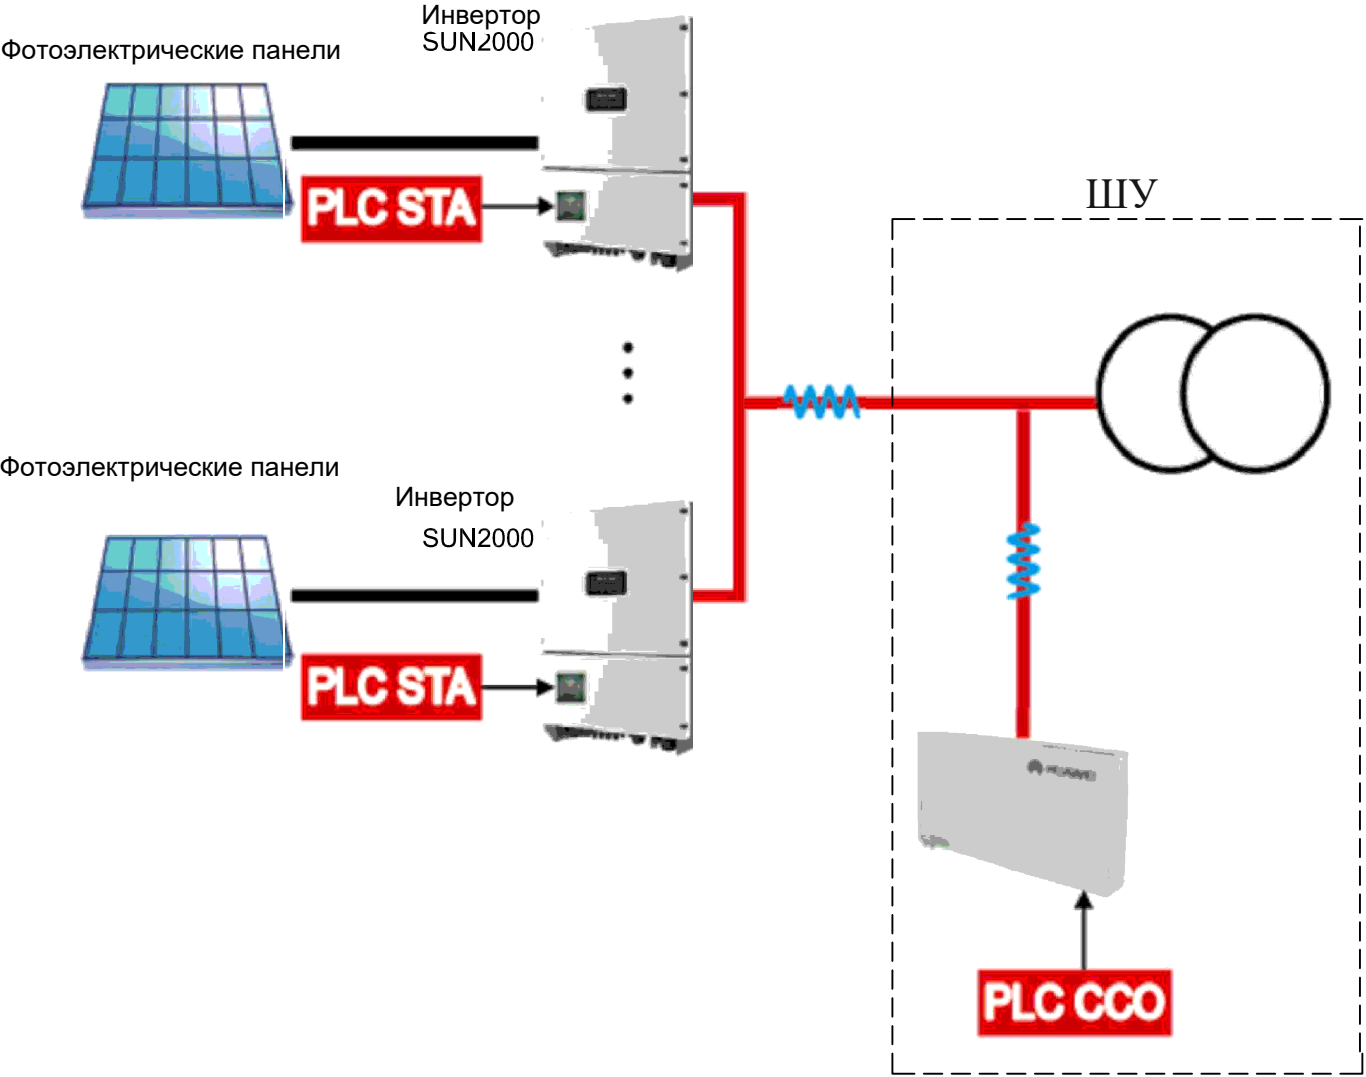 Инвертор
SUN2000
Фотоэлектрические панели
PLC STA
ШУ
Фотоэлектрические панели
Инвертор
SUN2000
PLC STA
PLC CCO